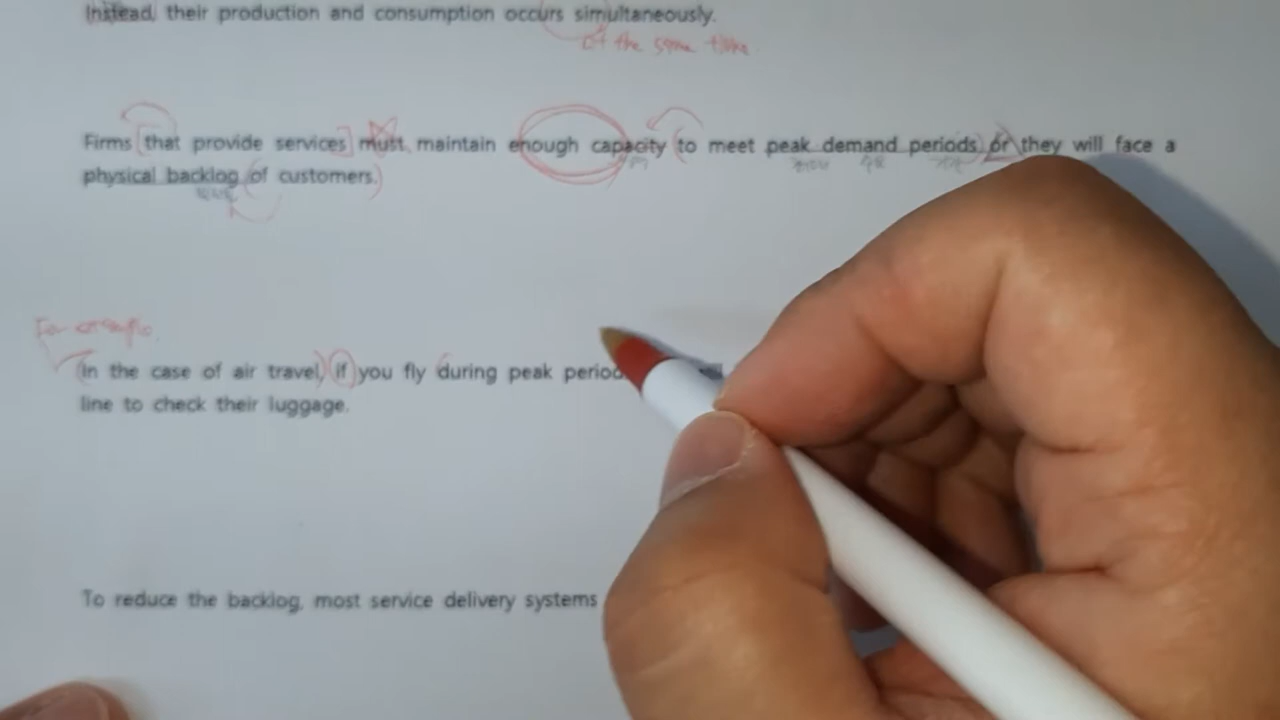 Instead, their production and consumption occurs simultaneously.
at the same time
Firms that provide services must maintain enough capacity to meet peak demand periods or they will face a
physical backlog of customers.
For example,
In the case of air travel, if you fly during peak
line to check their luggage.
To reduce the backlog, most service delivery systems